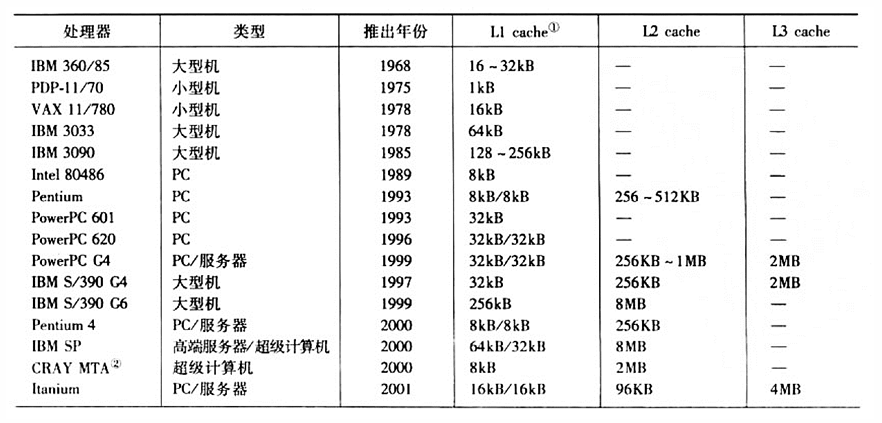 处理器 类型 推出年份 L1 cache① L2 cache L3 cache
IBM 360/85 大型机 1968 16~32kB — —
PDP-11/70 小型机 1975 1kB — —
VAX 11/780 小型机 1978 16kB — —
IBM 3033 大型机 1978 64kB — —
IBM 3090 大型机 1985 128~256kB — —
Intel 80486 PC 1989 8kB — —
Pentium PC 1993 8kB/8kB 256~512KB —
PowerPC 601 PC 1993 32kB — —
PowerPC 620 PC 1996 32kB/32kB — —
PowerPC G4 PC/服务器 1999 32kB/32kB 256KB~1MB 2MB
IBM S/390 G4 大型机 1997 32kB 256KB 2MB
IBM S/390 G6 大型机 1999 256kB 8MB —
Pentium 4 PC/服务器 2000 8kB/8kB 256KB —
IBM SP 高端服务器/超级计算机 2000 64kB/32kB 8MB —
CRAY MTA② 超级计算机 2000 8kB 2MB —
Itanium PC/服务器 2001 16kB/16kB 96KB 4MB